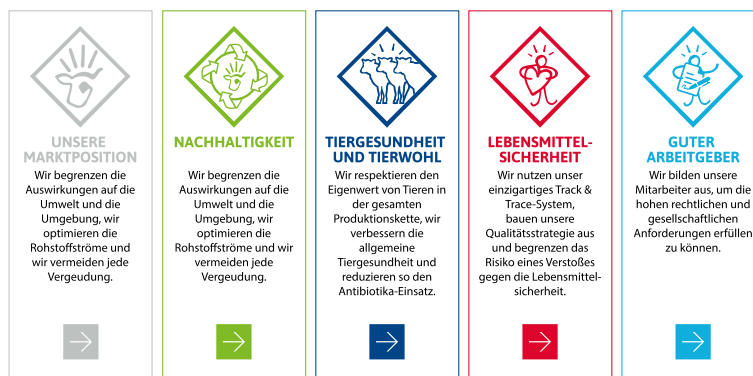 UNSERE
MARKTPOSITION
Wir begrenzen die
Auswirkungen auf die
Umwelt und die
Umgebung, wir
optimieren die
Rohstoffströme und
wir vermeiden jede
Vergeudung.
NACHHALTIGKEIT
Wir begrenzen die
Auswirkungen auf die
Umwelt und die
Umgebung, wir
optimieren die
Rohstoffströme und wir
vermeiden jede
Vergeudung.
TIERGESUNDHEIT
UND TIERWOHL
Wir respektieren den
Eigenwert von Tieren in
der gesamten
Produktionskette, wir
verbessern die
allgemeine
Tiergesundheit und
reduzieren so den
Antibiotika-Einsatz.
LEBENSMITTEL-
SICHERHEIT
Wir nutzen unser
einzigartiges Track &
Trace-System,
bauen unsere
Qualitätsstrategie aus
und begrenzen das
Risiko eines Verstoßes
gegen die Lebensmittel-
sicherheit.
GUTER
ARBEITGEBER
Wir bilden unsere
Mitarbeiter aus, um die
hohen rechtlichen und
gesellschaftlichen
Anforderungen erfüllen
zu können.